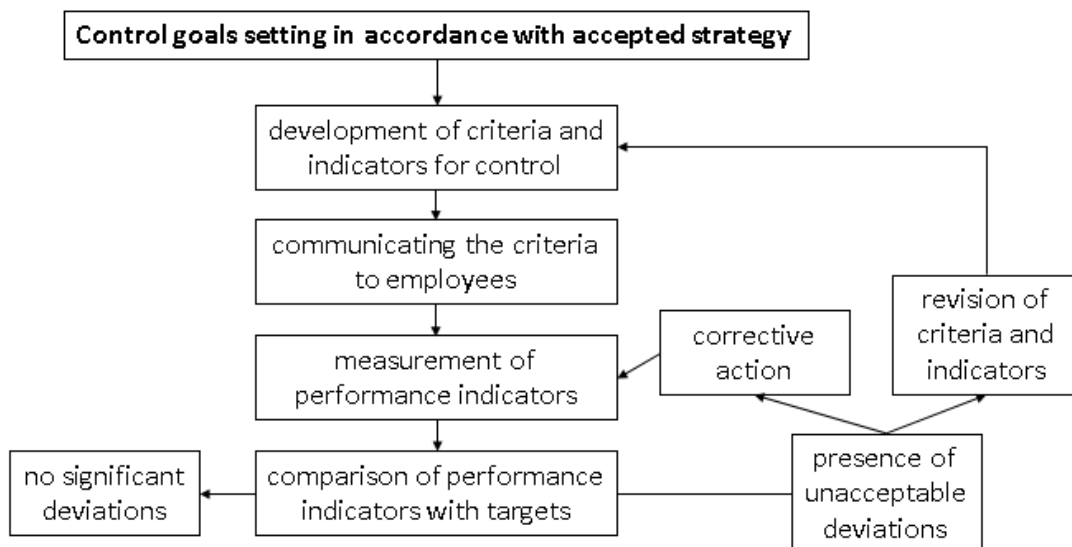 Control goals setting in accordance with accepted strategy
development of criteria and
indicators for control
communicating the criteria
to employees
revision of
criteria and
indicators
corrective
action
measurement of
performance indicators
no significant
deviations
comparison of performance
indicators with targets
presence of
unacceptable
deviations